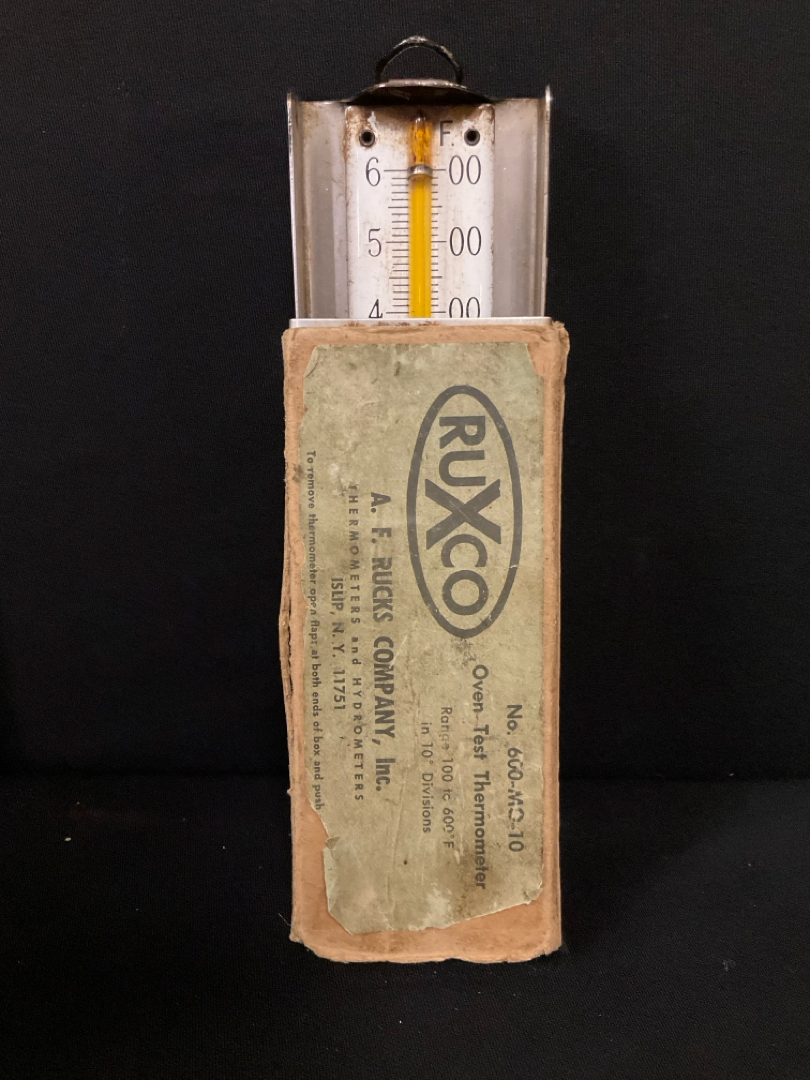 F.
6 00
5 00
4 00
RUXCO
No. 600-MO-10
Oven Test Thermometer
Range 100 to 600°F
in 10° Divisions
A. F. RUCKS COMPANY, Inc.
THERMOMETERS and HYDROMETERS
ISLIP, N. Y. 11751
To remove thermometer open flaps at both ends of box and push